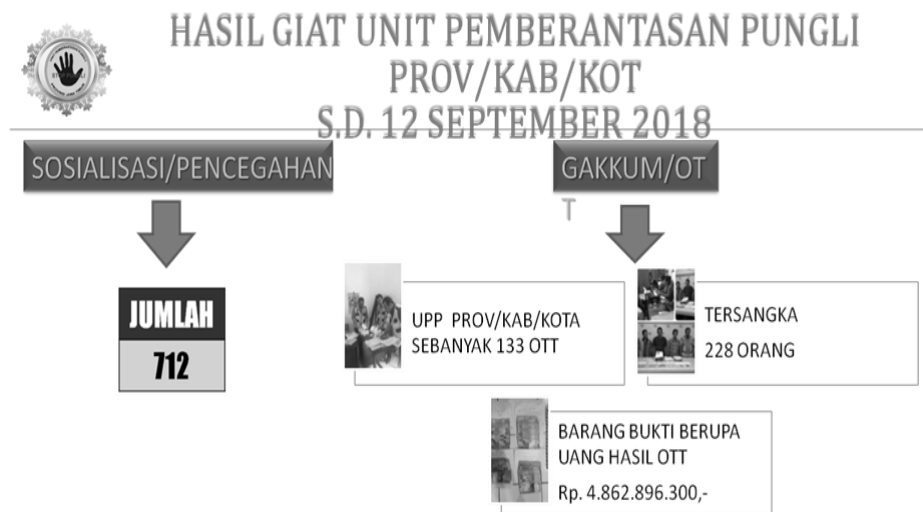 HASIL GIAT UNIT PEMBERANTASAN PUNGLI
PROV/KAB/KOT
S.D. 12 SEPTEMBER 2018
SOSIALISASI/PENCEGAHAN
GAKKUM/OT
T
JUMLAH
712
UPP PROV/KAB/KOTA
SEBANYAK 133 OTT
TERSANGKA
228 ORANG
BARANG BUKTI BERUPA
UANG HASIL OTT
Rp. 4.862.896.300,-